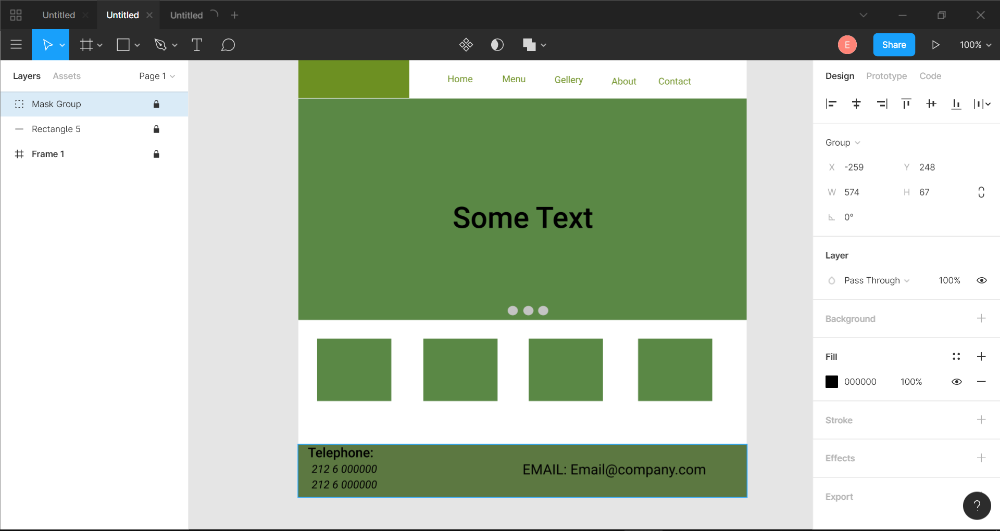 Untitled
Untitled
Untitled
E
Share
100%
Layers
Assets
Page 1
Mask Group
Rectangle 5
Frame 1
Home
Menu
Gellery
About
Contact
Some Text
Telephone:
212 6 000000
212 6 000000
EMAIL: Email@company.com
Design
Prototype
Code
Group
X -259
Y 248
W 574
H 67
0°
Layer
Pass Through
100%
Background
Fill
000000
100%
Stroke
Effects
Export
?